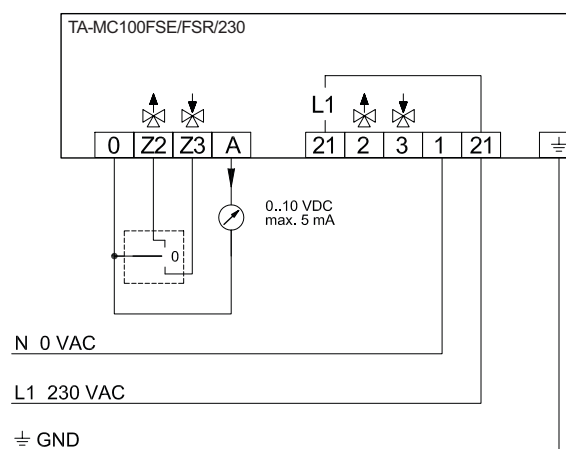 TA-MC100FSE/FSR/230
L1
0 Z2 Z3 A 21 2 3 1 21
0..10 VDC
max. 5 mA
0
N 0 VAC
L1 230 VAC
GND